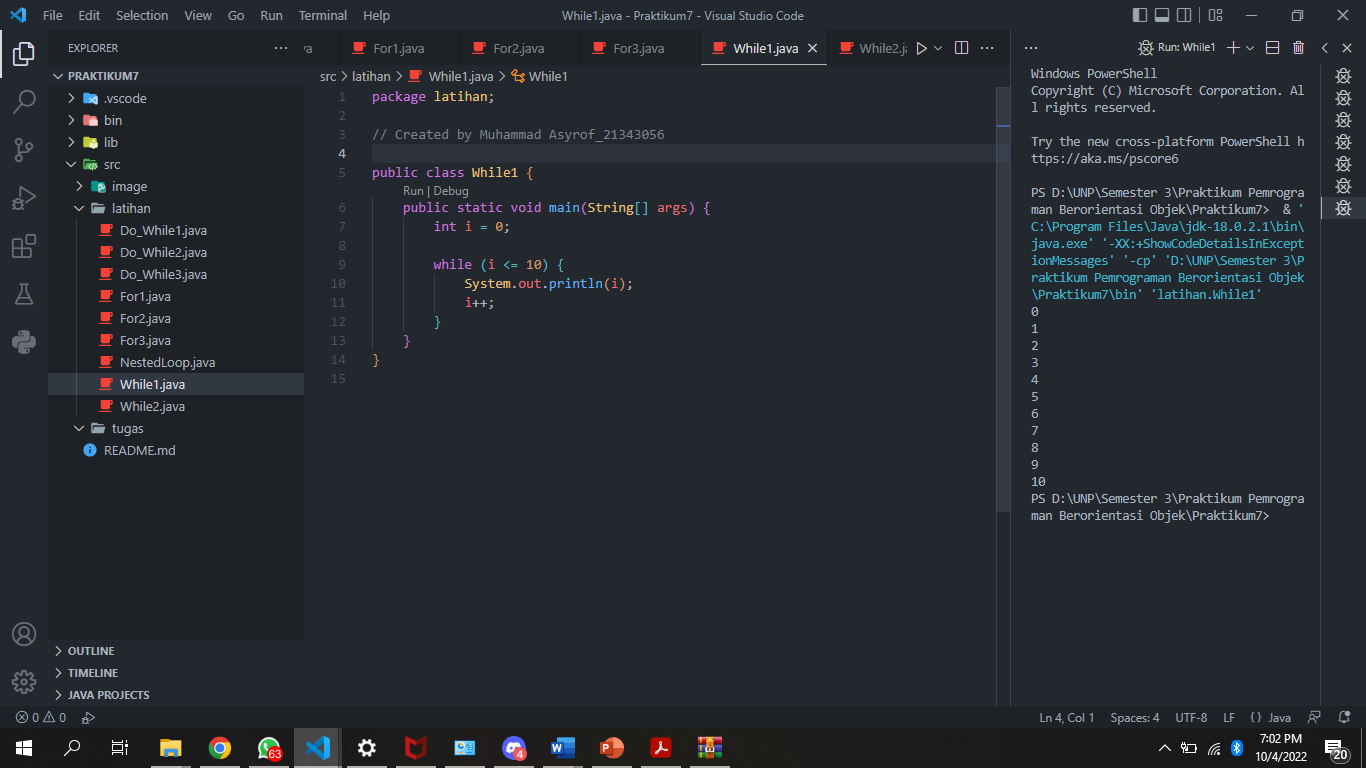 File Edit Selection View Go Run Terminal Help
While1.java - Praktikum7 - Visual Studio Code
EXPLORER
PRAKTIKUM7
.vscode
bin
lib
src
image
latihan
Do_While1.java
Do_While2.java
Do_While3.java
For1.java
For2.java
For3.java
NestedLoop.java
While1.java
While2.java
tugas
README.md
OUTLINE
TIMELINE
JAVA PROJECTS
va For1.java For2.java For3.java While1.java While2.j
src > latihan > While1.java > While1
1 package latihan;
2
3 // Created by Muhammad Asyrof_21343056
4
5 public class While1 {
Run | Debug
6 public static void main(String[] args) {
7 int i = 0;
8
9 while (i <= 10) {
10 System.out.println(i);
11 i++;
12 }
13 }
14 }
15
Run: While1
Windows PowerShell
Copyright (C) Microsoft Corporation. Al
l rights reserved.
Try the new cross-platform PowerShell h
ttps://aka.ms/pscore6
PS D:\UNP\Semester 3\Praktikum Pemrogra
man Berorientasi Objek\Praktikum7>  & '
C:\Program Files\Java\jdk-18.0.2.1\bin\
java.exe' '-XX:+ShowCodeDetailsInExcept
ionMessages' '-cp' 'D:\UNP\Semester 3\P
raktikum Pemrograman Berorientasi Objek
\Praktikum7\bin' 'latihan.While1'
0
1
2
3
4
5
6
7
8
9
10
PS D:\UNP\Semester 3\Praktikum Pemrogra
man Berorientasi Objek\Praktikum7>
0 0
Ln 4, Col 1 Spaces: 4 UTF-8 LF {} Java
63
4
7:02 PM
10/4/2022
20